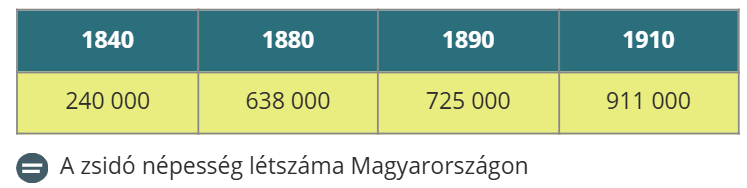 1840 1880 1890 1910
240 000 638 000 725 000 911 000
A zsidó népesség létszáma Magyarországon